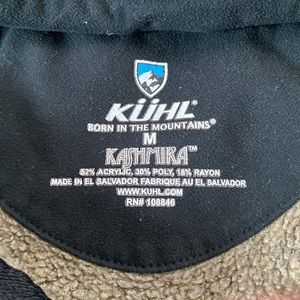 KÜHL®
BORN IN THE MOUNTAINS®
M
KASHMIRA™
52% ACRYLIC, 30% POLY, 18% RAYON
MADE IN EL SALVADOR FABRIQUE AU EL SALVADOR
WWW.KUHL.COM
RN# 108846